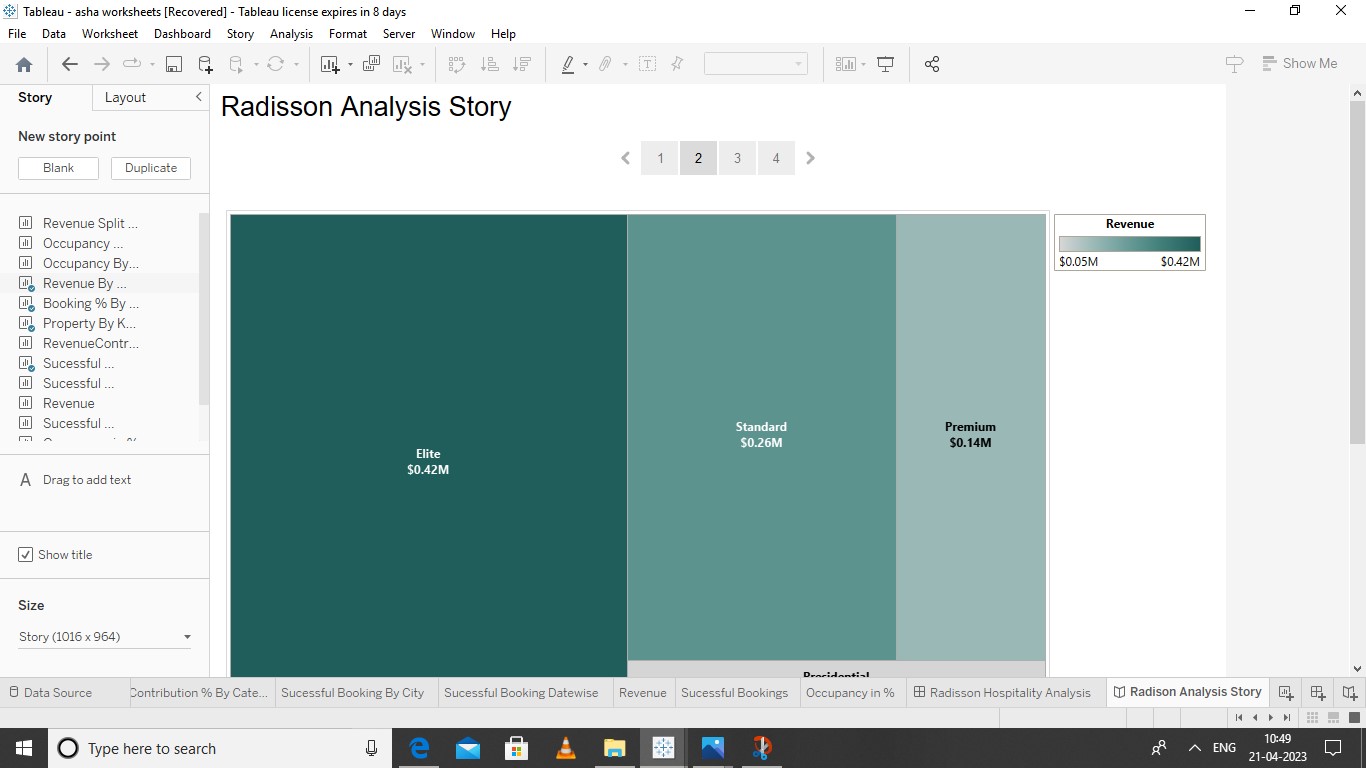 Tableau - asha worksheets [Recovered] - Tableau license expires in 8 days
File Data Worksheet Dashboard Story Analysis Format Server Window Help
Show Me
Story Layout
New story point
Blank Duplicate
Revenue Split ...
Occupancy ...
Occupancy By...
Revenue By ...
Booking % By ...
Property By K...
RevenueContr...
Sucessful ...
Sucessful ...
Revenue
Sucessful ...
A Drag to add text
Show title
Size
Story (1016 x 964)
Radisson Analysis Story
1 2 3 4
Elite
$0.42M
Standard
$0.26M
Premium
$0.14M
Presidential
Revenue
$0.05M $0.42M
Data Source Contribution % By Cate... Sucessful Booking By City Sucessful Booking Datewise Revenue Sucessful Bookings Occupancy in % Radisson Hospitality Analysis Radison Analysis Story
Type here to search
ENG
10:49
21-04-2023